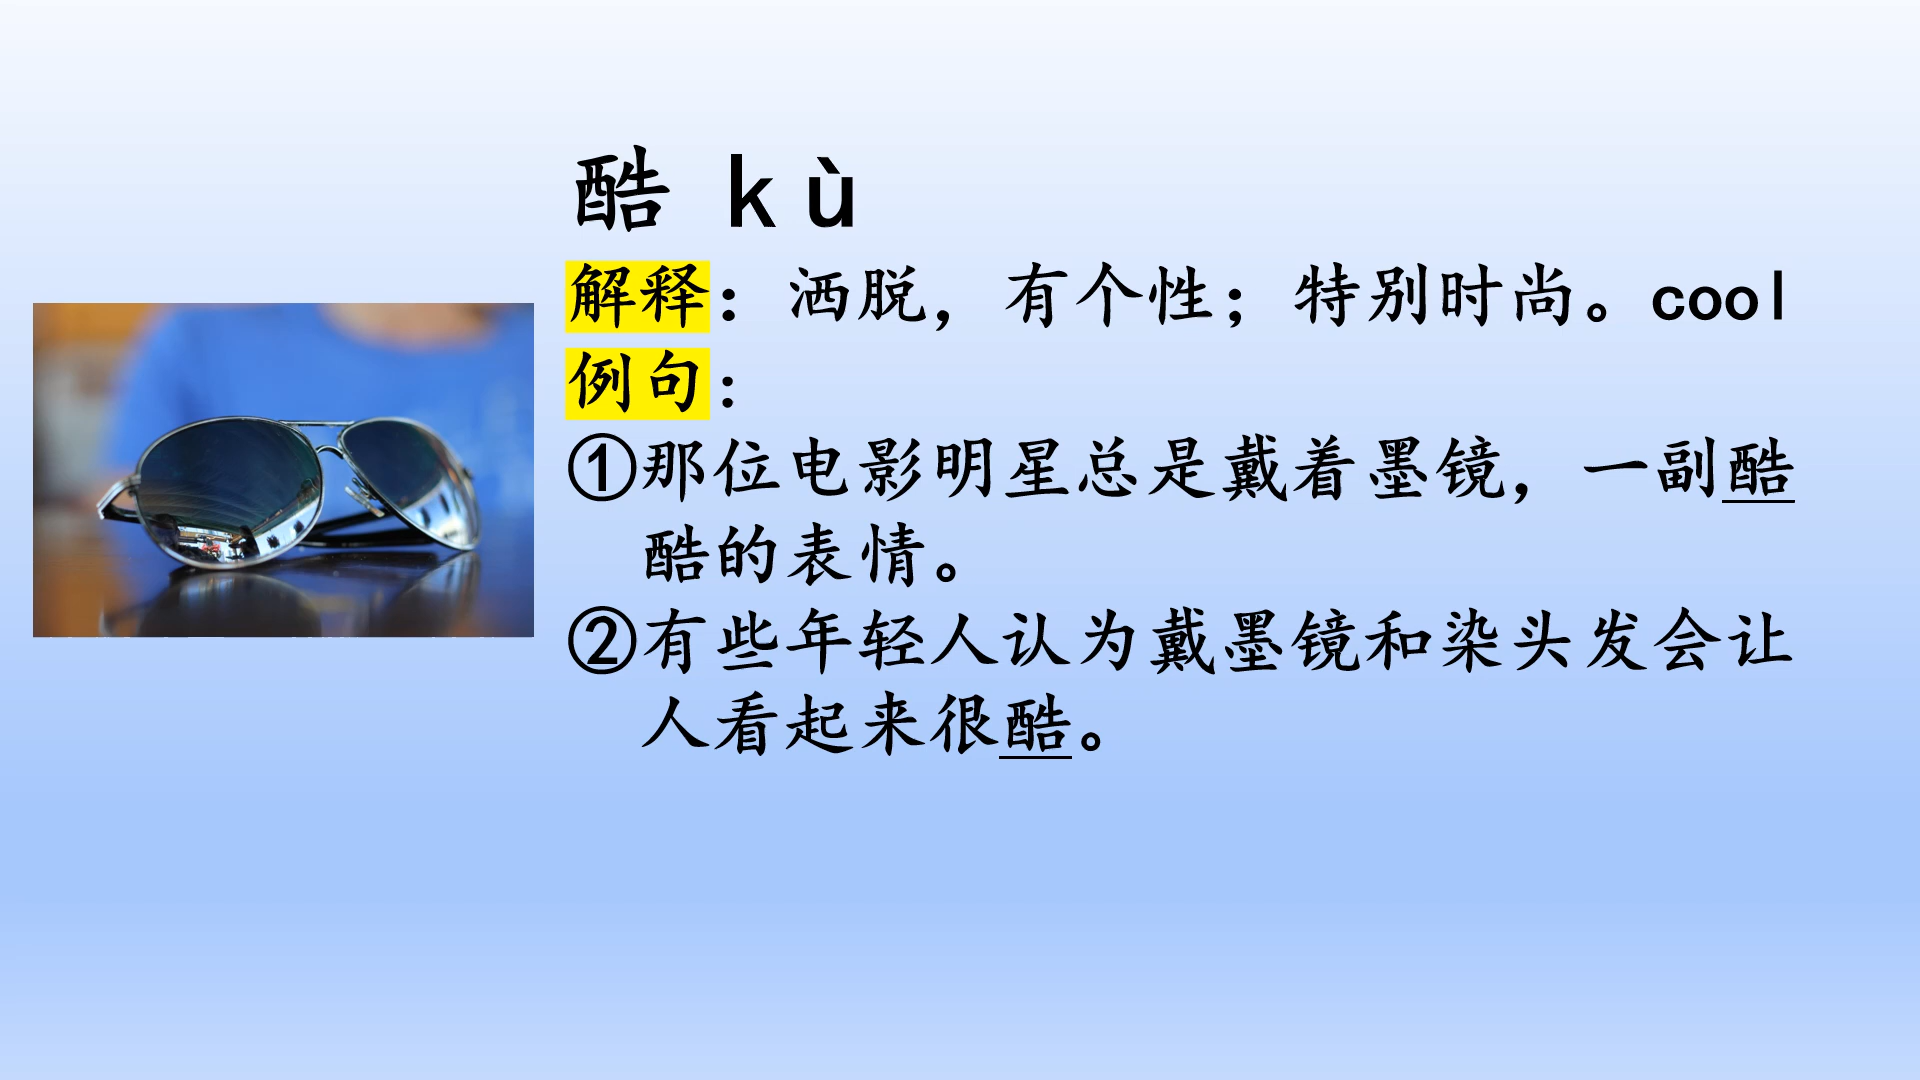 酷 kù
解释：洒脱，有个性；特别时尚。cool
例句：
①那位电影明星总是戴着墨镜，一副酷
酷的表情。
②有些年轻人认为戴墨镜和染头发会让
人看起来很酷。